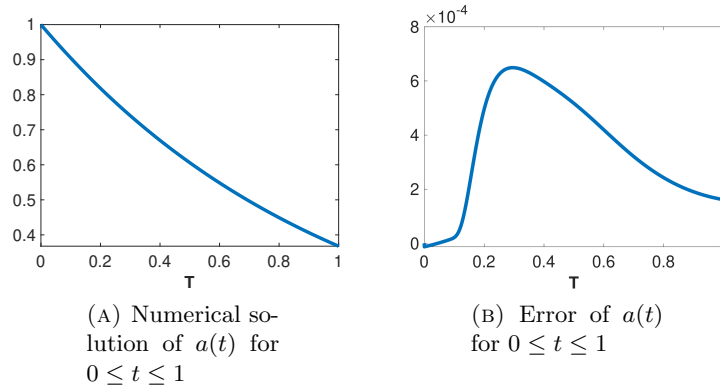 1
0.9
0.8
0.7
0.6
0.5
0.4
0 0.2 0.4 0.6 0.8 1
T
(A) Numerical so-
lution of a(t) for
0 ≤ t ≤ 1
8 ×10⁻⁴
6
4
2
0
0 0.2 0.4 0.6 0.8
T
(B) Error of a(t)
for 0 ≤ t ≤ 1